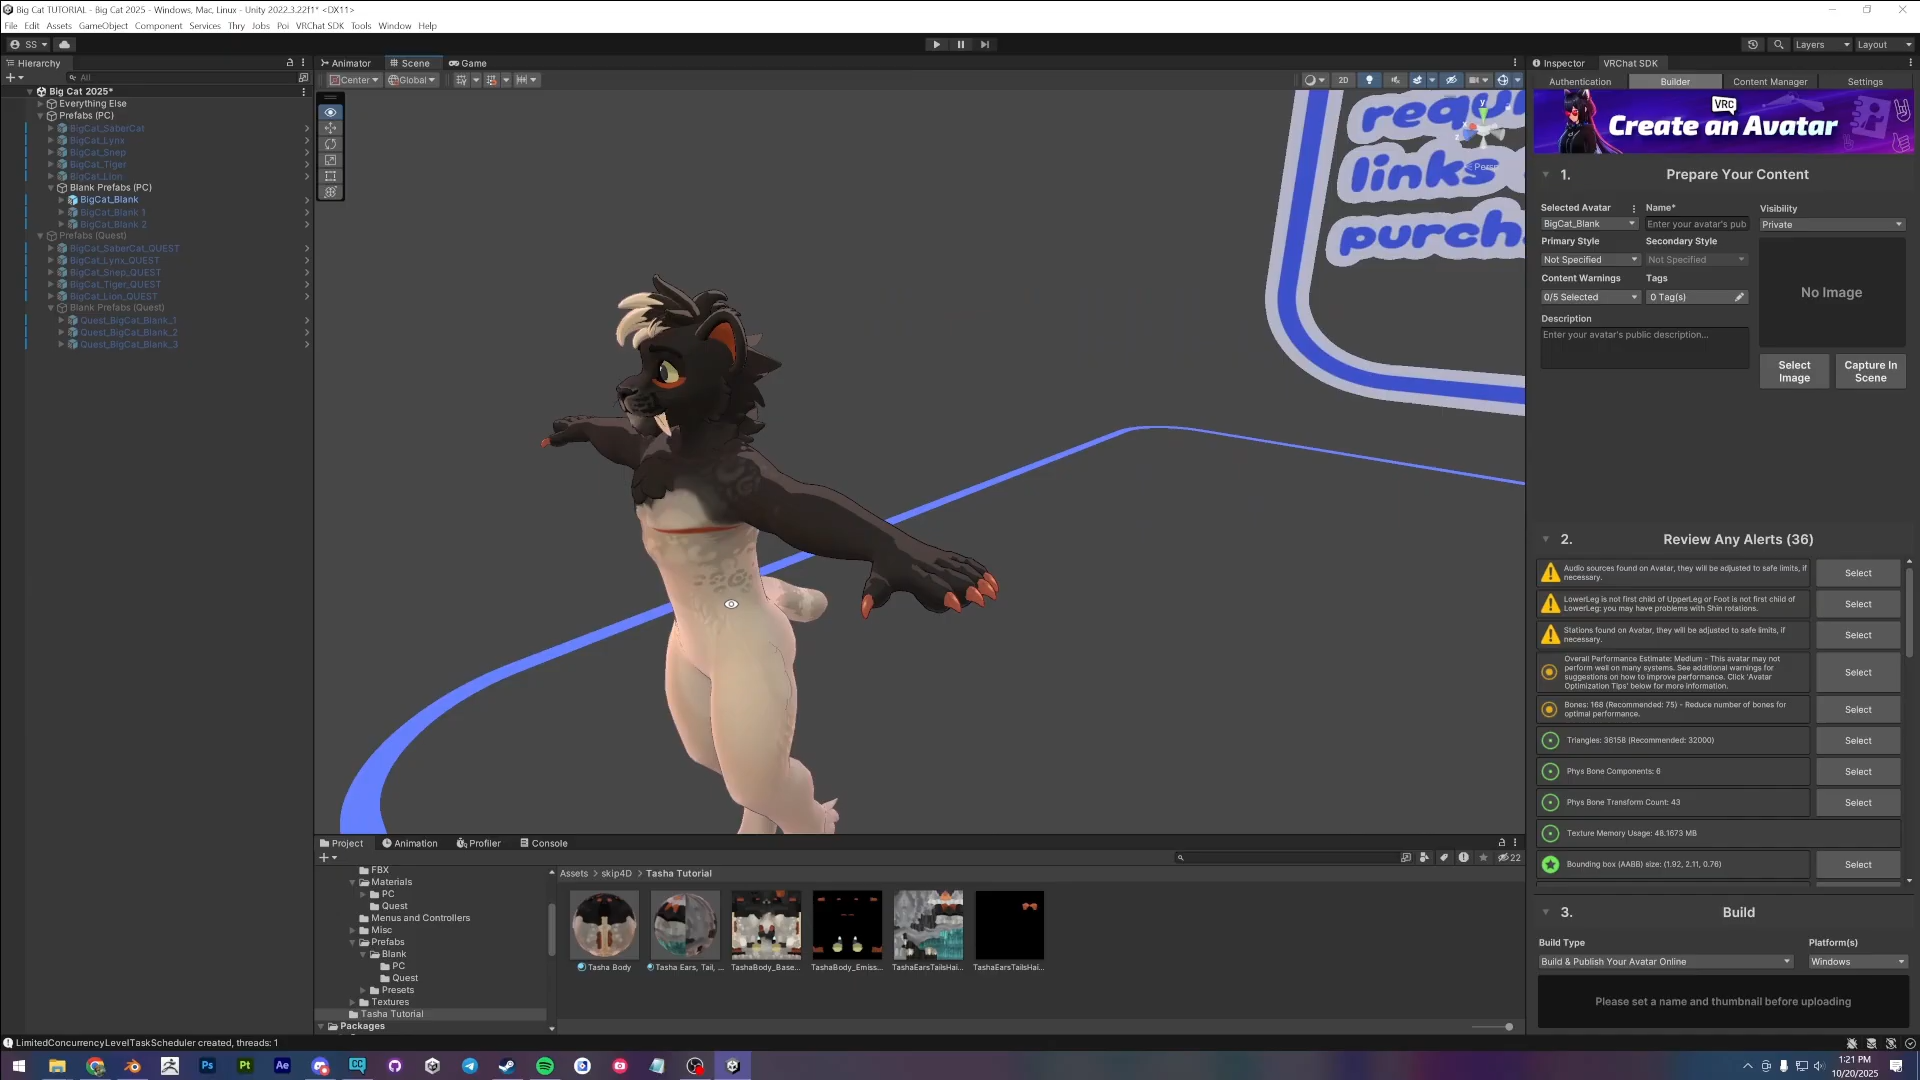 Big Cat TUTORIAL - Big Cat 2025 - Windows, Mac, Linux - Unity 2022.3.22f1* <DX11>
File Edit Assets GameObject Component Services Thry Jobs Poi VRChat SDK Tools Window Help
SS
Layers
Layout
Hierarchy
All
Big Cat 2025*
Everything Else
Prefabs (PC)
BigCat_SaberCat
BigCat_Lynx
BigCat_Snep
BigCat_Tiger
BigCat_Lion
Blank Prefabs (PC)
BigCat_Blank
BigCat_Blank 1
BigCat_Blank 2
Prefabs (Quest)
BigCat_SaberCat_QUEST
BigCat_Lynx_QUEST
BigCat_Snep_QUEST
BigCat_Tiger_QUEST
BigCat_Lion_QUEST
Blank Prefabs (Quest)
Quest_BigCat_Blank_1
Quest_BigCat_Blank_2
Quest_BigCat_Blank_3
Animator Scene Game
Center Global
2D
y
x
z
Persp
requ
links
purch
Inspector VRChat SDK
Authentication Builder Content Manager Settings
VRC
Create an Avatar
1. Prepare Your Content
Selected Avatar Name* Visibility
BigCat_Blank Enter your avatar's pub Private
Primary Style Secondary Style
Not Specified Not Specified
Content Warnings Tags
0/5 Selected 0 Tag(s)
No Image
Description
Enter your avatar's public description...
Select Image
Capture In Scene
2. Review Any Alerts (36)
Audio sources found on Avatar, they will be adjusted to safe limits, if
necessary.
Select
LowerLeg is not first child of UpperLeg or Foot is not first child of
LowerLeg: you may have problems with Shin rotations.
Select
Stations found on Avatar, they will be adjusted to safe limits, if
necessary.
Select
Overall Performance Estimate: Medium - This avatar may not
perform well on many systems. See additional warnings for
suggestions on how to improve performance. Click 'Avatar
Optimization Tips' below for more information.
Select
Bones: 168 (Recommended: 75) - Reduce number of bones for
optimal performance.
Select
Triangles: 36158 (Recommended: 32000)
Select
Phys Bone Components: 6
Select
Phys Bone Transform Count: 43
Select
Texture Memory Usage: 48.1673 MB
Bounding box (AABB) size: (1.92, 2.11, 0.76)
Select
3. Build
Build Type Platform(s)
Build & Publish Your Avatar Online Windows
Please set a name and thumbnail before uploading
Project Animation Profiler Console
22
FBX
Materials
PC
Quest
Menus and Controllers
Misc
Prefabs
Blank
PC
Quest
Presets
Textures
Tasha Tutorial
Packages
Assets > skip4D > Tasha Tutorial
Tasha Body
Tasha Ears, Tail, ...
TashaBody_Base...
TashaBody_Emiss...
TashaEarsTailsHai...
TashaEarsTailsHai...
LimitedConcurrencyLevelTaskScheduler created, threads: 1
Ps Pt Ae CC
1:21 PM
10/20/2025